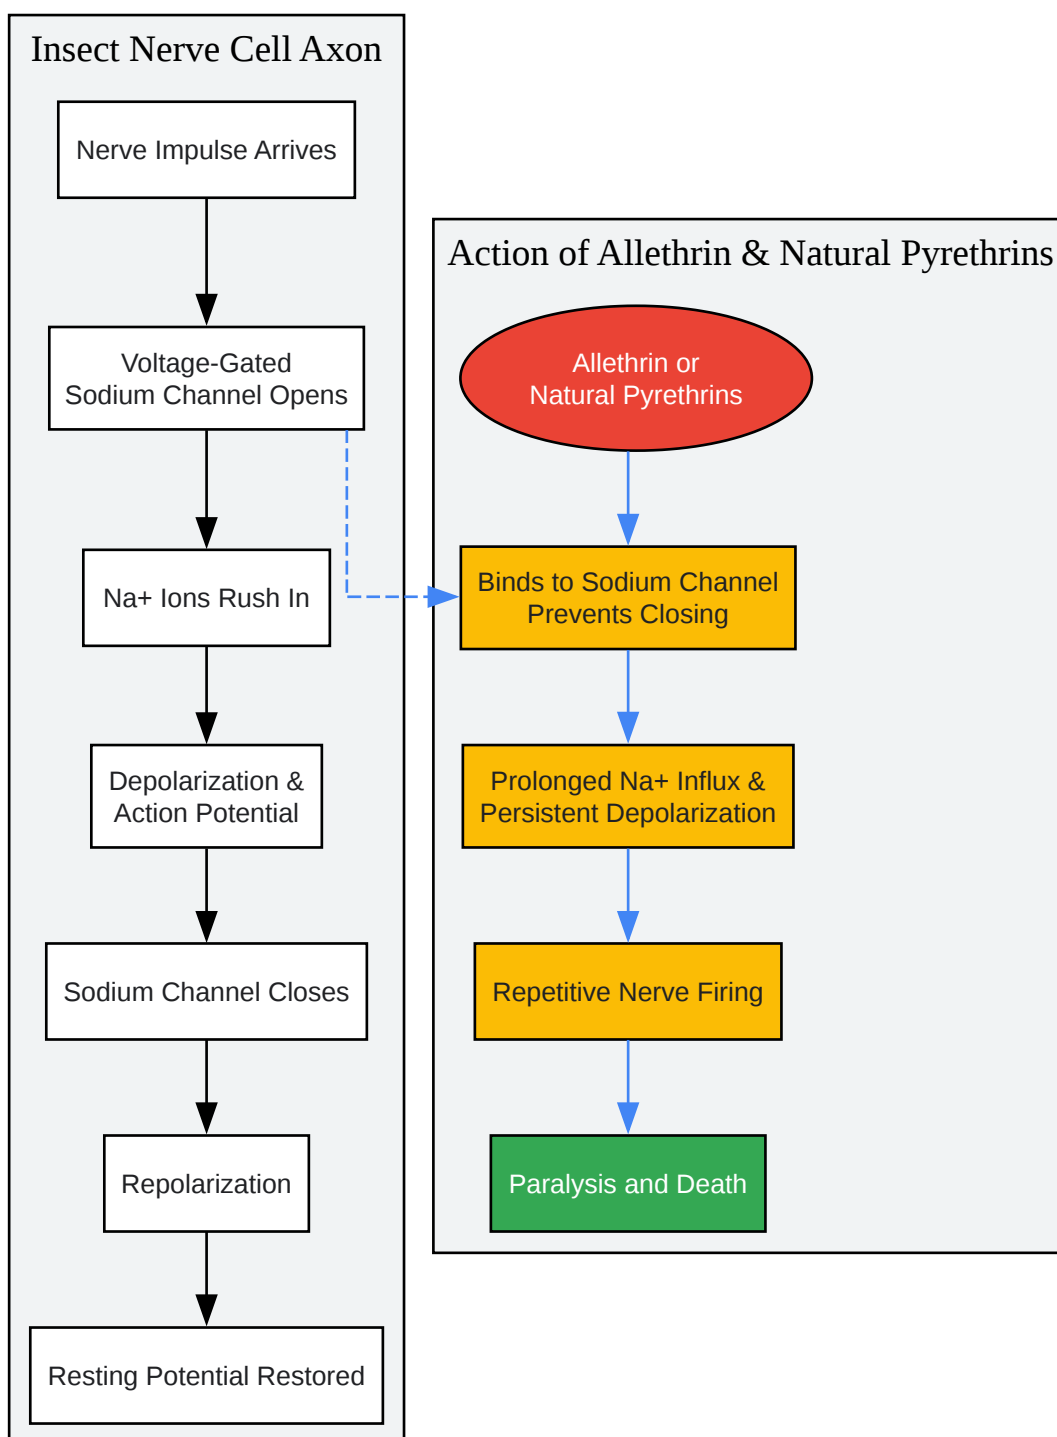 Insect Nerve Cell Axon
Nerve Impulse Arrives
Voltage-Gated
Sodium Channel Opens
Na+ Ions Rush In
Depolarization &
Action Potential
Sodium Channel Closes
Repolarization
Resting Potential Restored
Action of Allethrin & Natural Pyrethrins
Allethrin or
Natural Pyrethrins
Binds to Sodium Channel
Prevents Closing
Prolonged Na+ Influx &
Persistent Depolarization
Repetitive Nerve Firing
Paralysis and Death